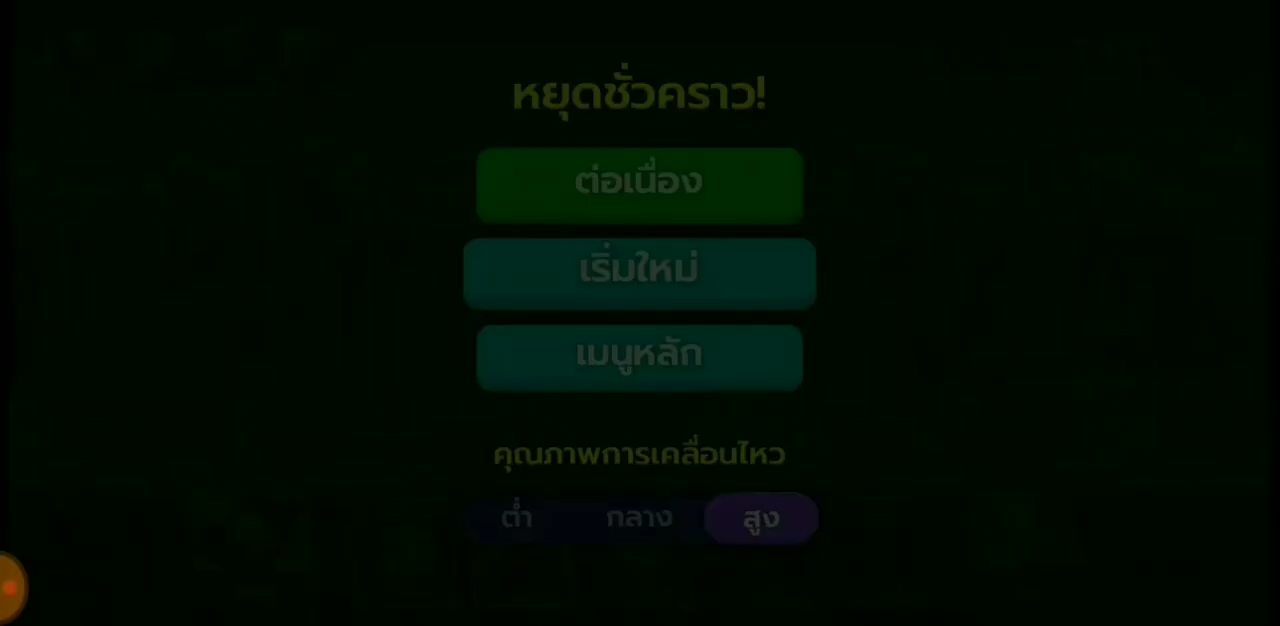 หยุดชั่วคราว!
ต่อเนื่อง
เริ่มใหม่
เมนูหลัก
คุณภาพการเคลื่อนไหว
ต่ำ กลาง สูง